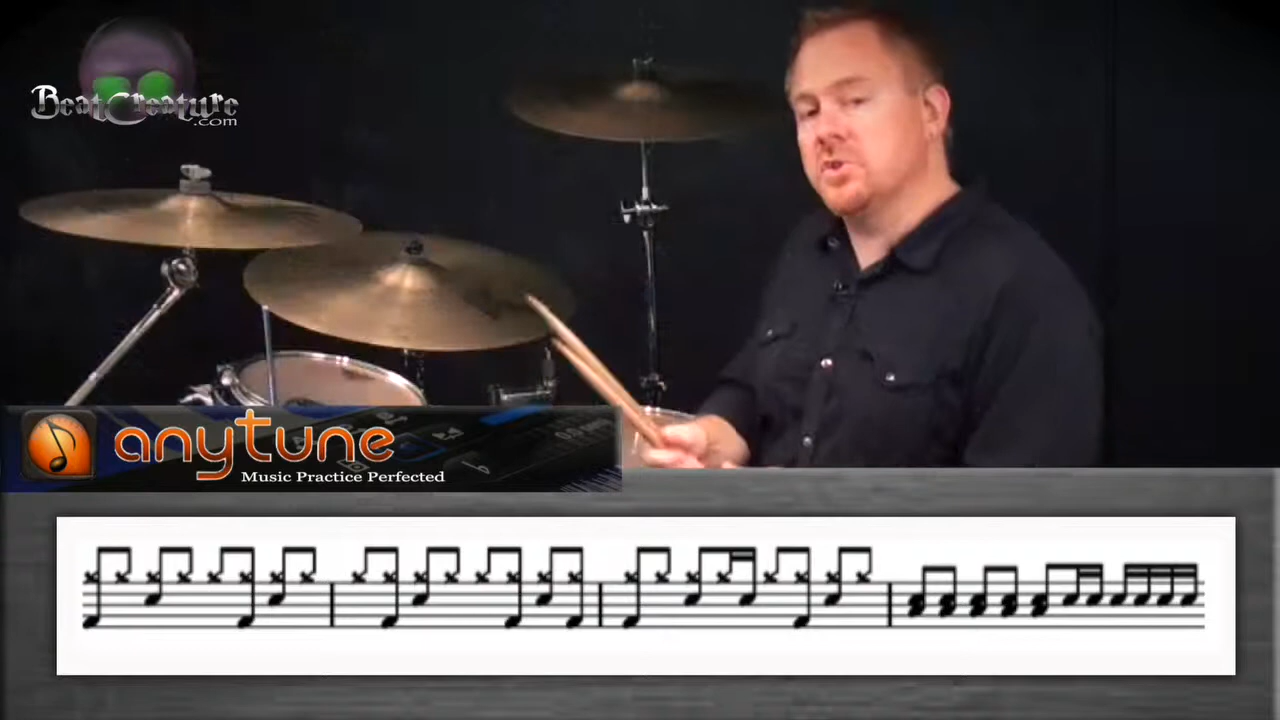 BeatCreature
.com
anytune
Music Practice Perfected